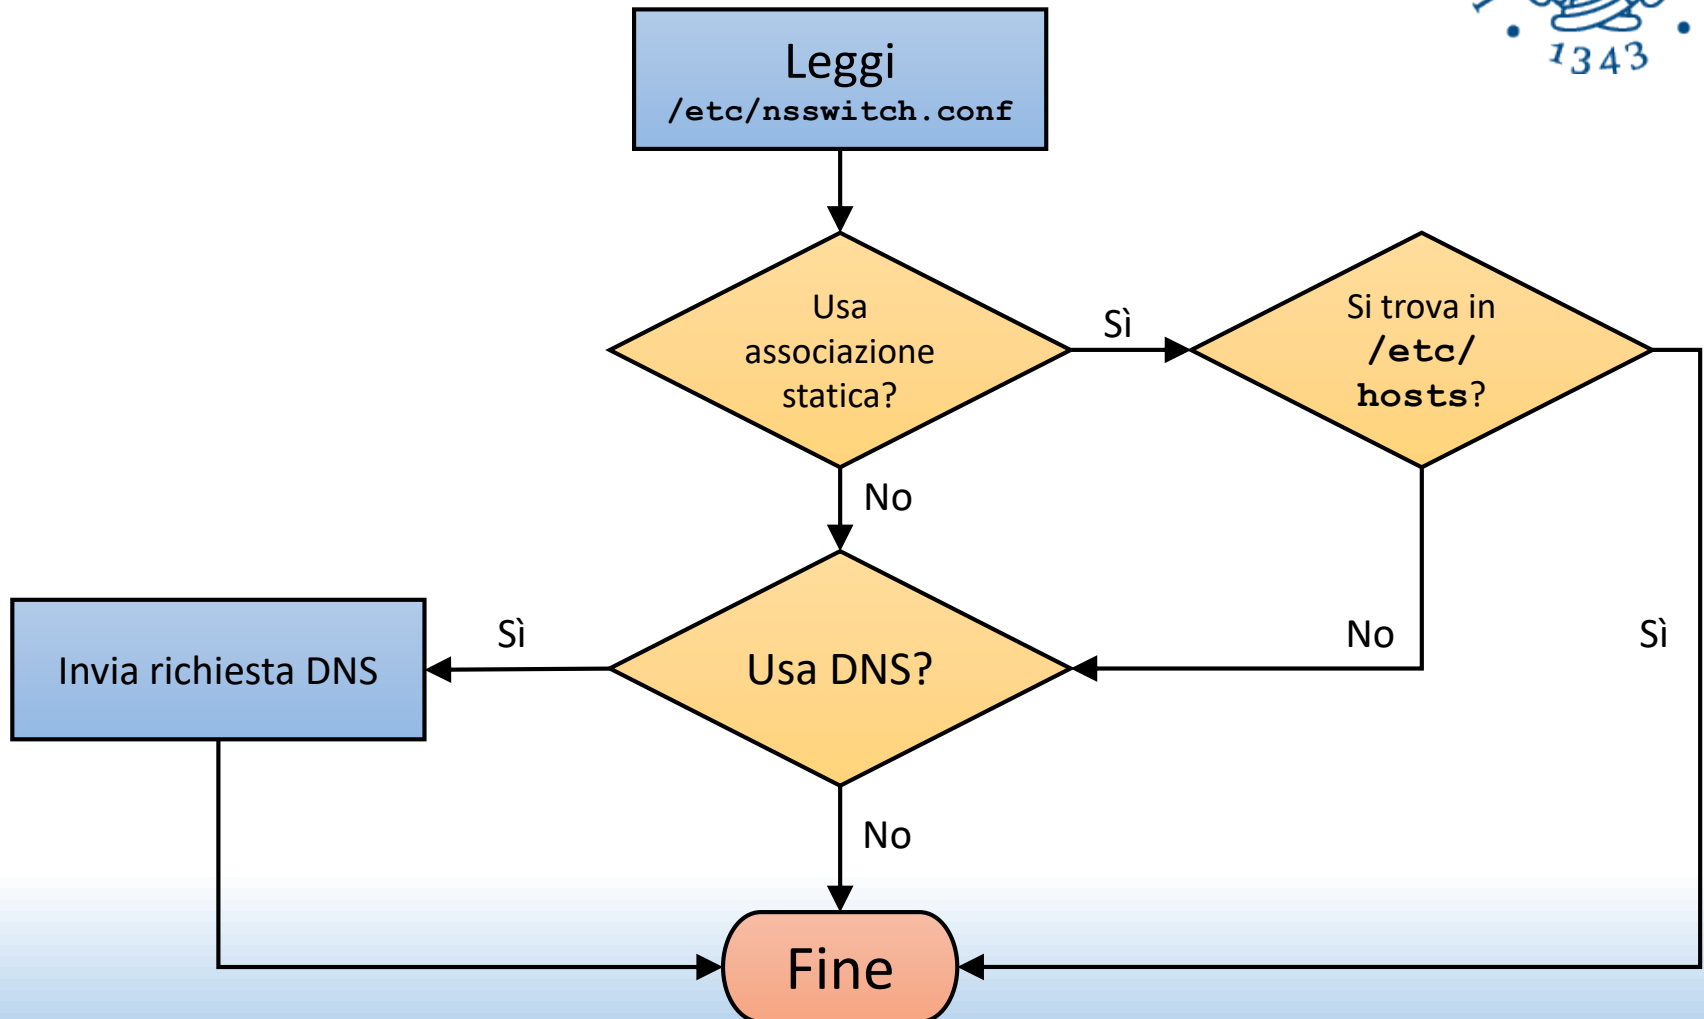 1343
Leggi
/etc/nsswitch.conf
Usa
associazione
statica?
Sì
Si trova in
/etc/
hosts?
No
Invia richiesta DNS
Sì
Usa DNS?
No
Sì
No
Fine